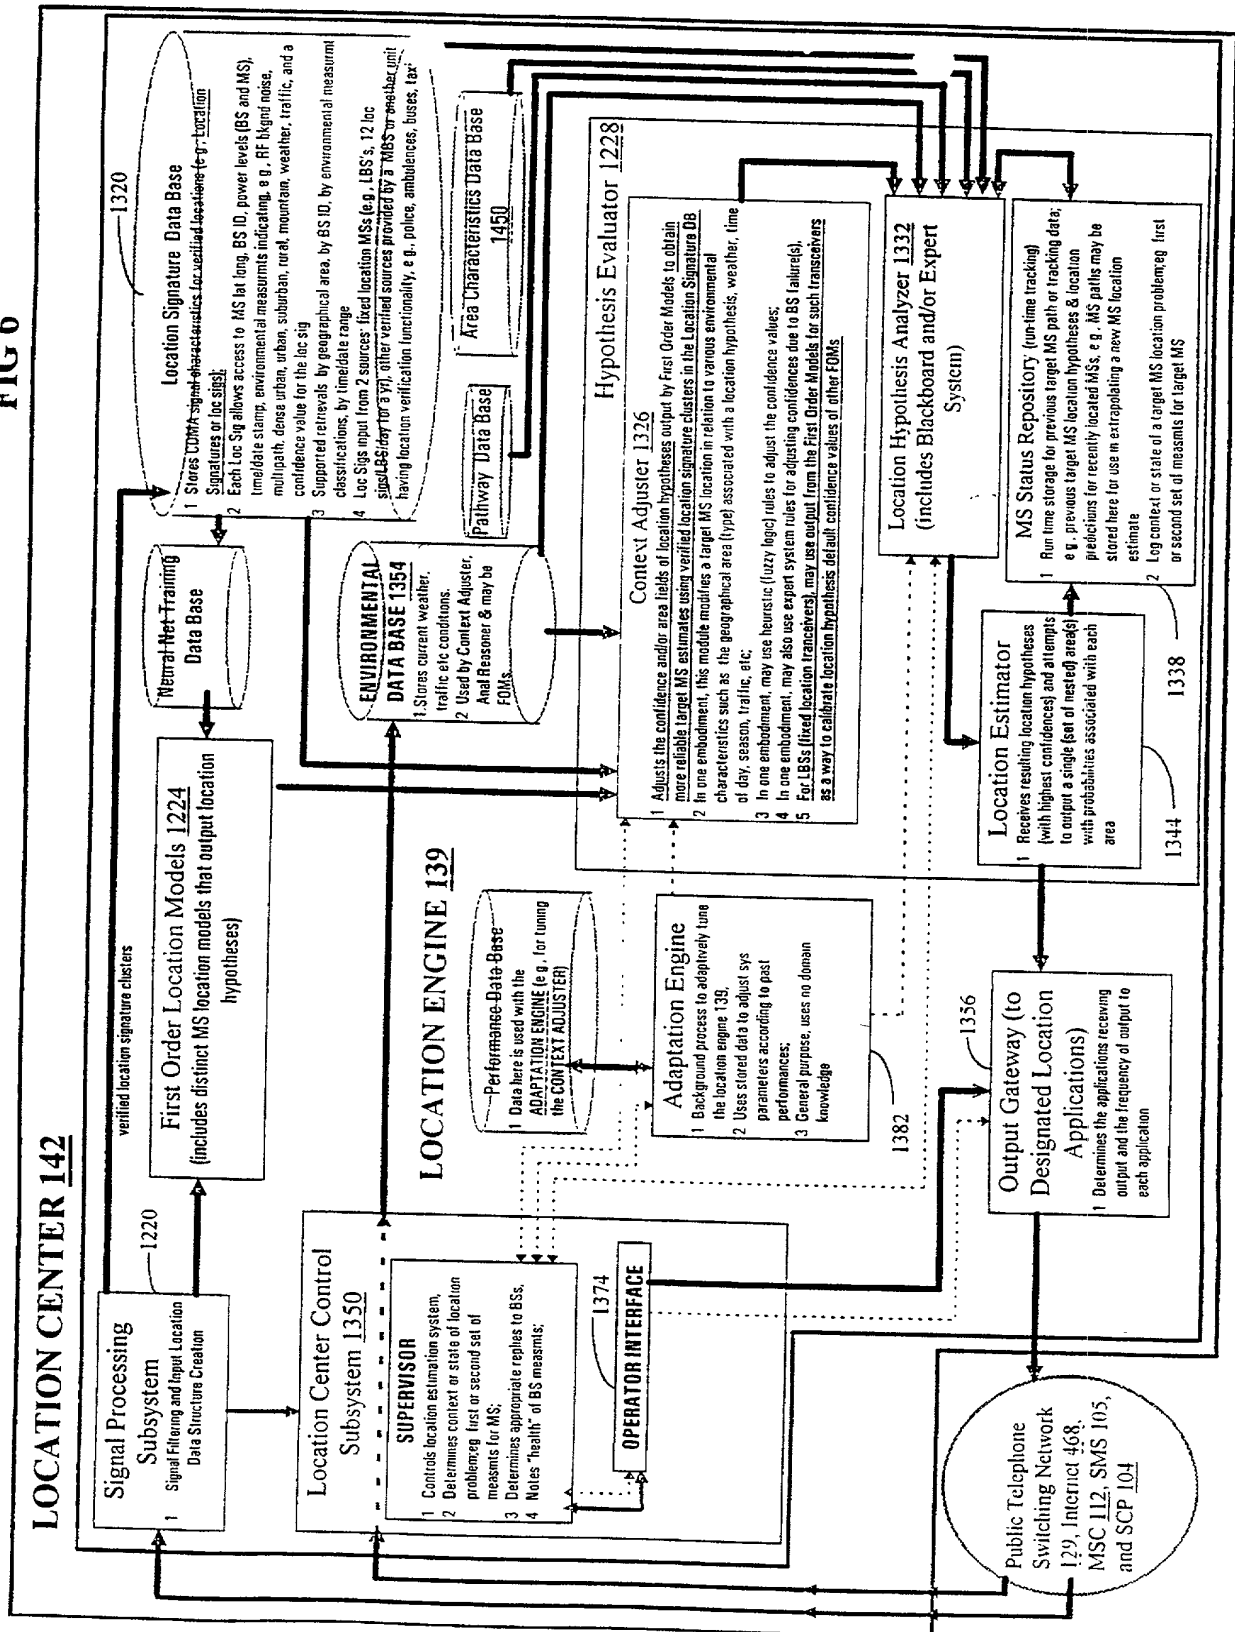 FIG 6
LOCATION CENTER 142
1320
Location Signature Data Base
1 Stores CDMA signal characteristics for verified locations (e g , Location
Signatures or loc sigs);
2 Each Loc Sig allows access to MS lat long, BS ID, power levels (BS and MS),
time/date stamp, environmental measurmts indicating, e g , RF bkgnd noise,
multipath, dense urban, urban, suburban, rural, mountain, weather, traffic, and a
confidence value for the loc sig
3 Supported retrievals by geographical area, by BS ID, by environmental measurmt
classifications, by time/date range
4 Loc Sigs input from 2 sources: fixed location MSs (e g , LBS's, 12 loc
sigs/LBS/day for a yr), other verified sources provided by a MBS or another unit
having location verification functionality, e g , police, ambulences, buses, taxi
verified location signature clusters
Neural Net Training
Data Base
First Order Location Models 1224
(includes distinct MS location models that output location
hypotheses)
1220
Signal Processing
Subsystem
1 Signal Filtering and Input Location
Data Structure Creation
Area Characteristics Data Base
1450
Pathway Data Base
ENVIRONMENTAL
DATA BASE 1354
1.Stores current weather,
traffic etc conditions.
2 Used by Context Adjuster,
Anal Reasoner & may be
FOMs
LOCATION ENGINE 139
Location Center Control
Subsystem 1350
SUPERVISOR
1 Controls location estimation system,
2 Determines context or state of location
problem;eg first or second set of
measmts for MS;
3 Determines appropriate replies to BSs,
4 Notes "health" of BS measmts;
1374
OPERATOR INTERFACE
Performance Data Base
1 Data here is used with the
ADAPTATION ENGINE (e g , for tuning
the CONTEXT ADJUSTER)
Adaptation Engine
1 Background process to adaptively tune
the location engine 139,
2 Uses stored data to adjust sys
parameters according to past
performances;
3 General purpose, uses no domain
knowledge
1382
Hypothesis Evaluator 1228
Context Adjuster 1326
1 Adjusts the confidence and/or area fields of location hypotheses output by First Order Models to obtain
more reliable target MS estimates using verified location signature clusters in the Location Signature DB
2 In one embodiment, this module modifies a target MS location in relation to various environmental
characteristics such as the geographical area (type) associated with a location hypothesis, weather, time
of day, season, traffic, etc;
3 In one embodiment, may use heuristic (fuzzy logic) rules to adjust the confidence values;
4 In one embodiment, may also use expert system rules for adjusting confidences due to BS failure(s),
5 For LBSs (fixed location tranceivers), may use output from the First Order Models for such transceivers
as a way to calibrate location hypothesis default confidence values of other FOMs
Location Hypothesis Analyzer 1332
(includes Blackboard and/or Expert
System)
MS Status Repository (run-time tracking)
1 Run time storage for previous target MS path or tracking data;
e g , previous target MS location hypotheses & location
predictions for recently located MSs, e g , MS paths may be
stored here for use in extrapolating a new MS location
estimate
2 Log context or state of a target MS location problem;eg first
or second set of measmts for target MS
1338
Location Estimator
1 Receives resulting location hypotheses
(with highest confidences) and attempts
to output a single (set of nested) area(s)
with probabilities associated with each
area
1344
1356
Output Gateway (to
Designated Location
Applications)
1 Determines the applications receiving
output and the frequency of output to
each application
Public Telephone
Switching Network
129, Internet 468,
MSC 112, SMS 105,
and SCP 104